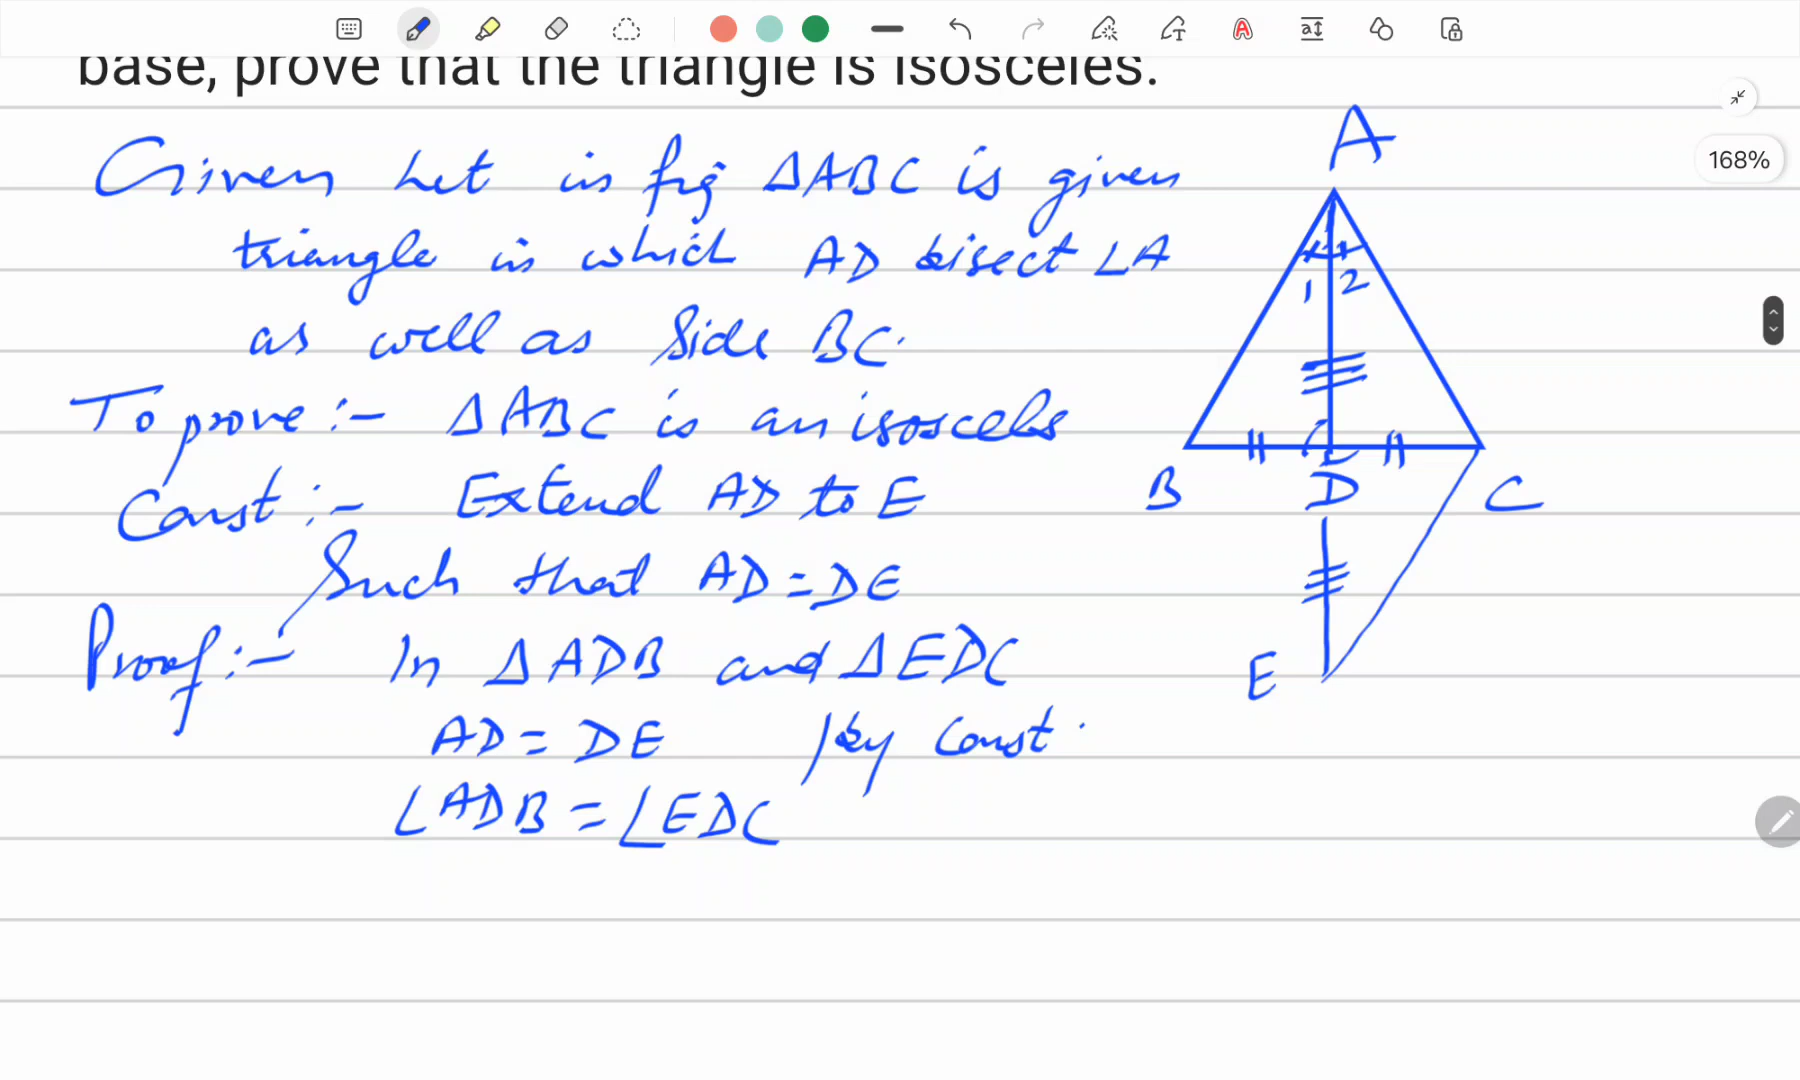 base, prove that the triangle is isosceles.
168%
Given Let in fig ΔABC is given
triangle in which AD bisect ∠A
as well as Side BC.
To prove :- ΔABC is an isoscels
Const :- Extend AD to E
Such that AD = DE
Proof :- In ΔADB and ΔEDC
AD = DE / by Const.
∠ADB = ∠EDC
A
1 2
B D C
E